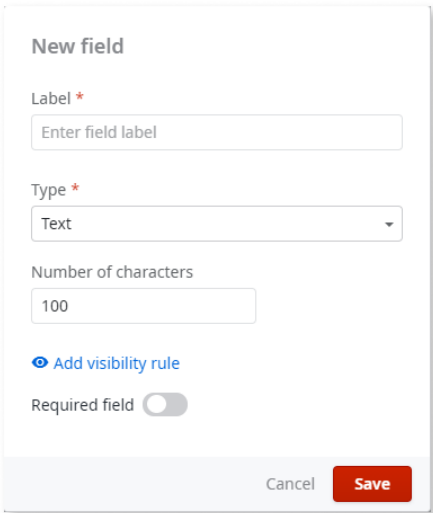 New field
Label *
Enter field label
Type *
Text
Number of characters
100
Add visibility rule
Required field
Cancel Save